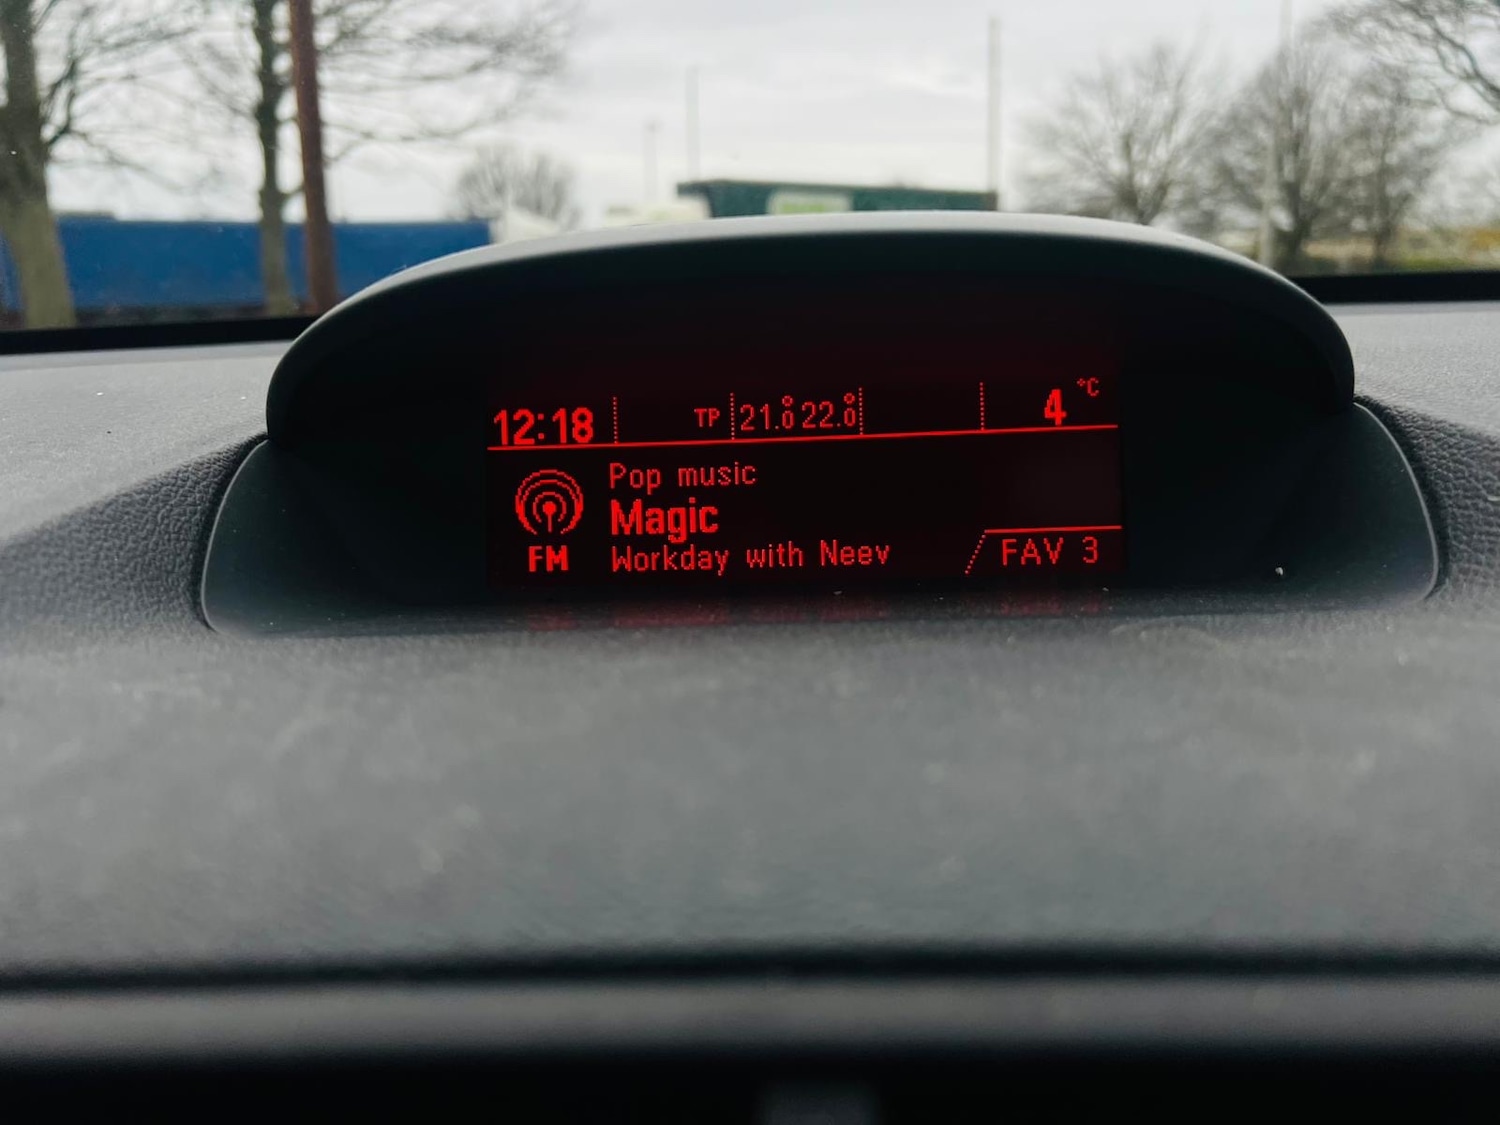 12:18 TP 21.0° 22.0° 4 °C
Pop music
Magic
FM Workday with Neev FAV 3